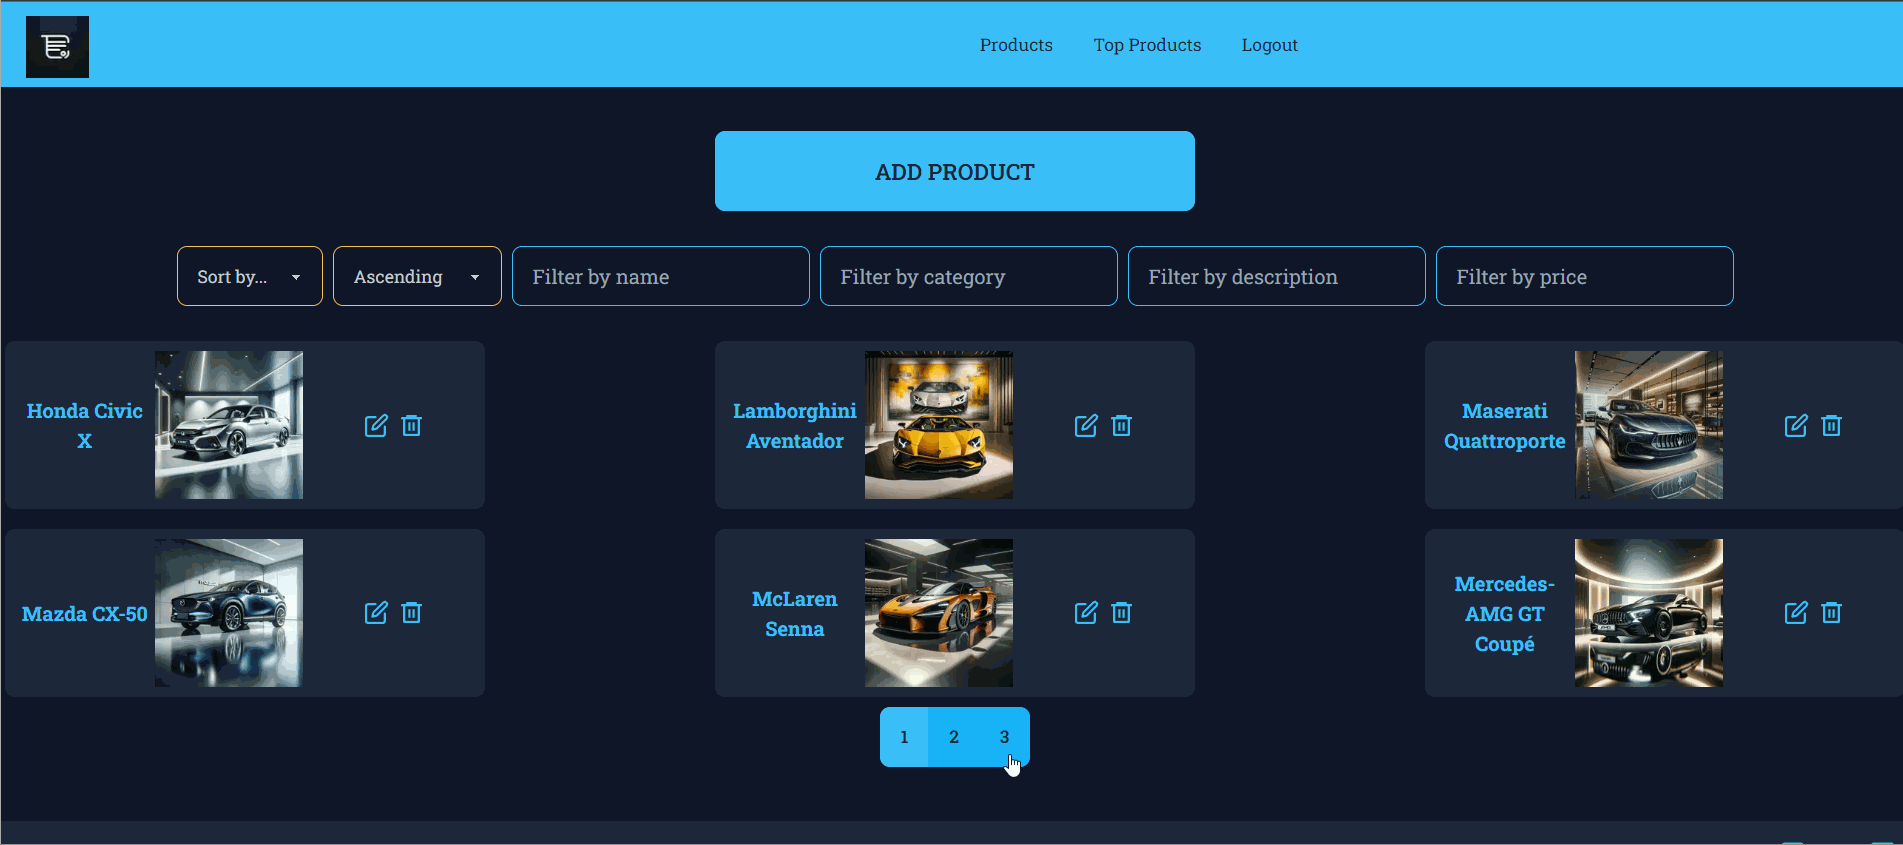 Products
Top Products
Logout
ADD PRODUCT
Sort by...
Ascending
Filter by name
Filter by category
Filter by description
Filter by price
Honda Civic
X
Lamborghini
Aventador
Maserati
Quattroporte
Mazda CX-50
McLaren
Senna
Mercedes-
AMG GT
Coupé
1
2
3